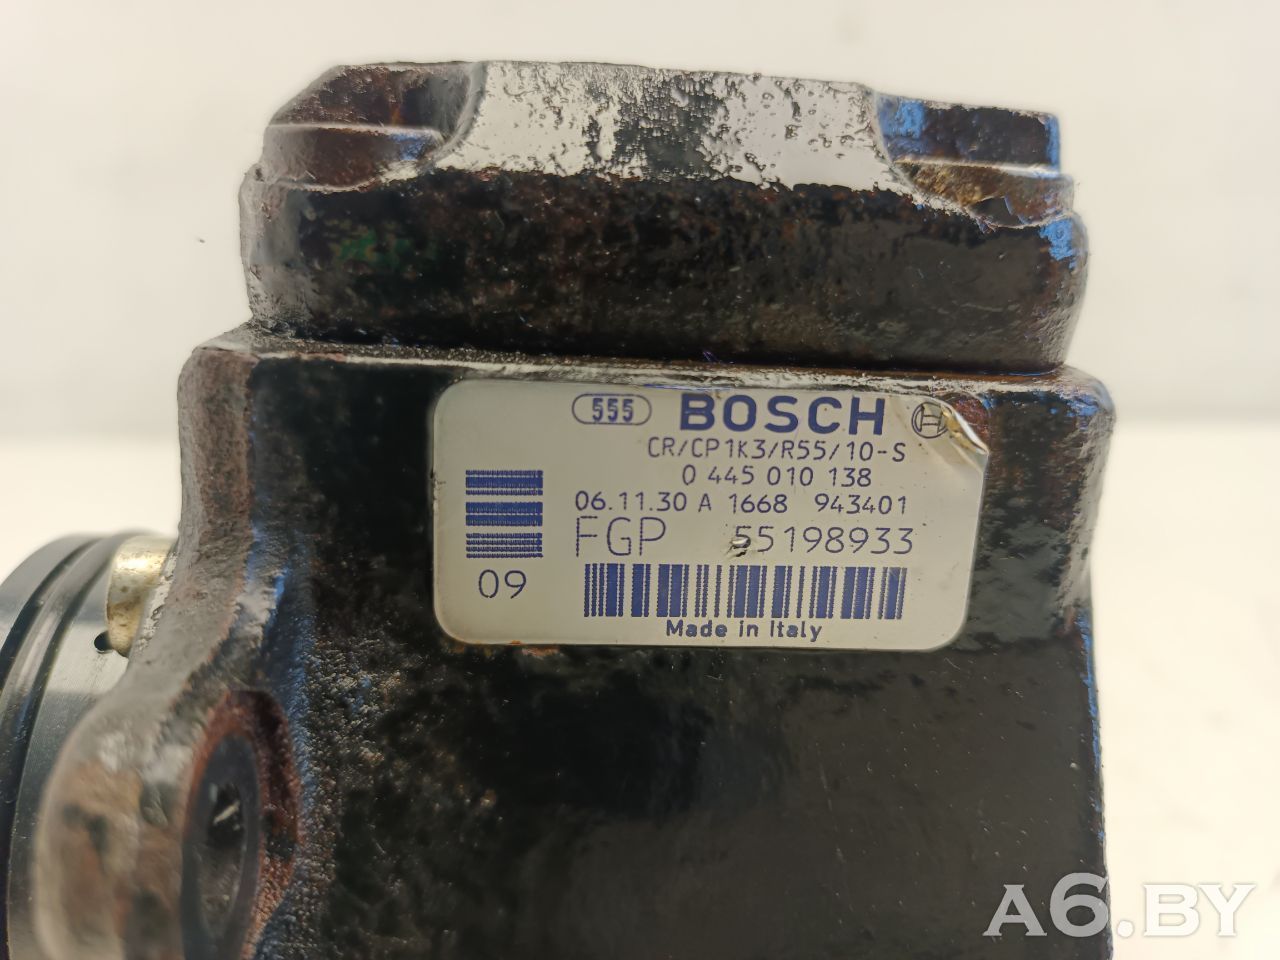 555 BOSCH
CR/CP1K3/R55/10-S
0 445 010 138
06.11.30 A 1668 943401
FGP 55198933
09
Made in Italy
A6.BY